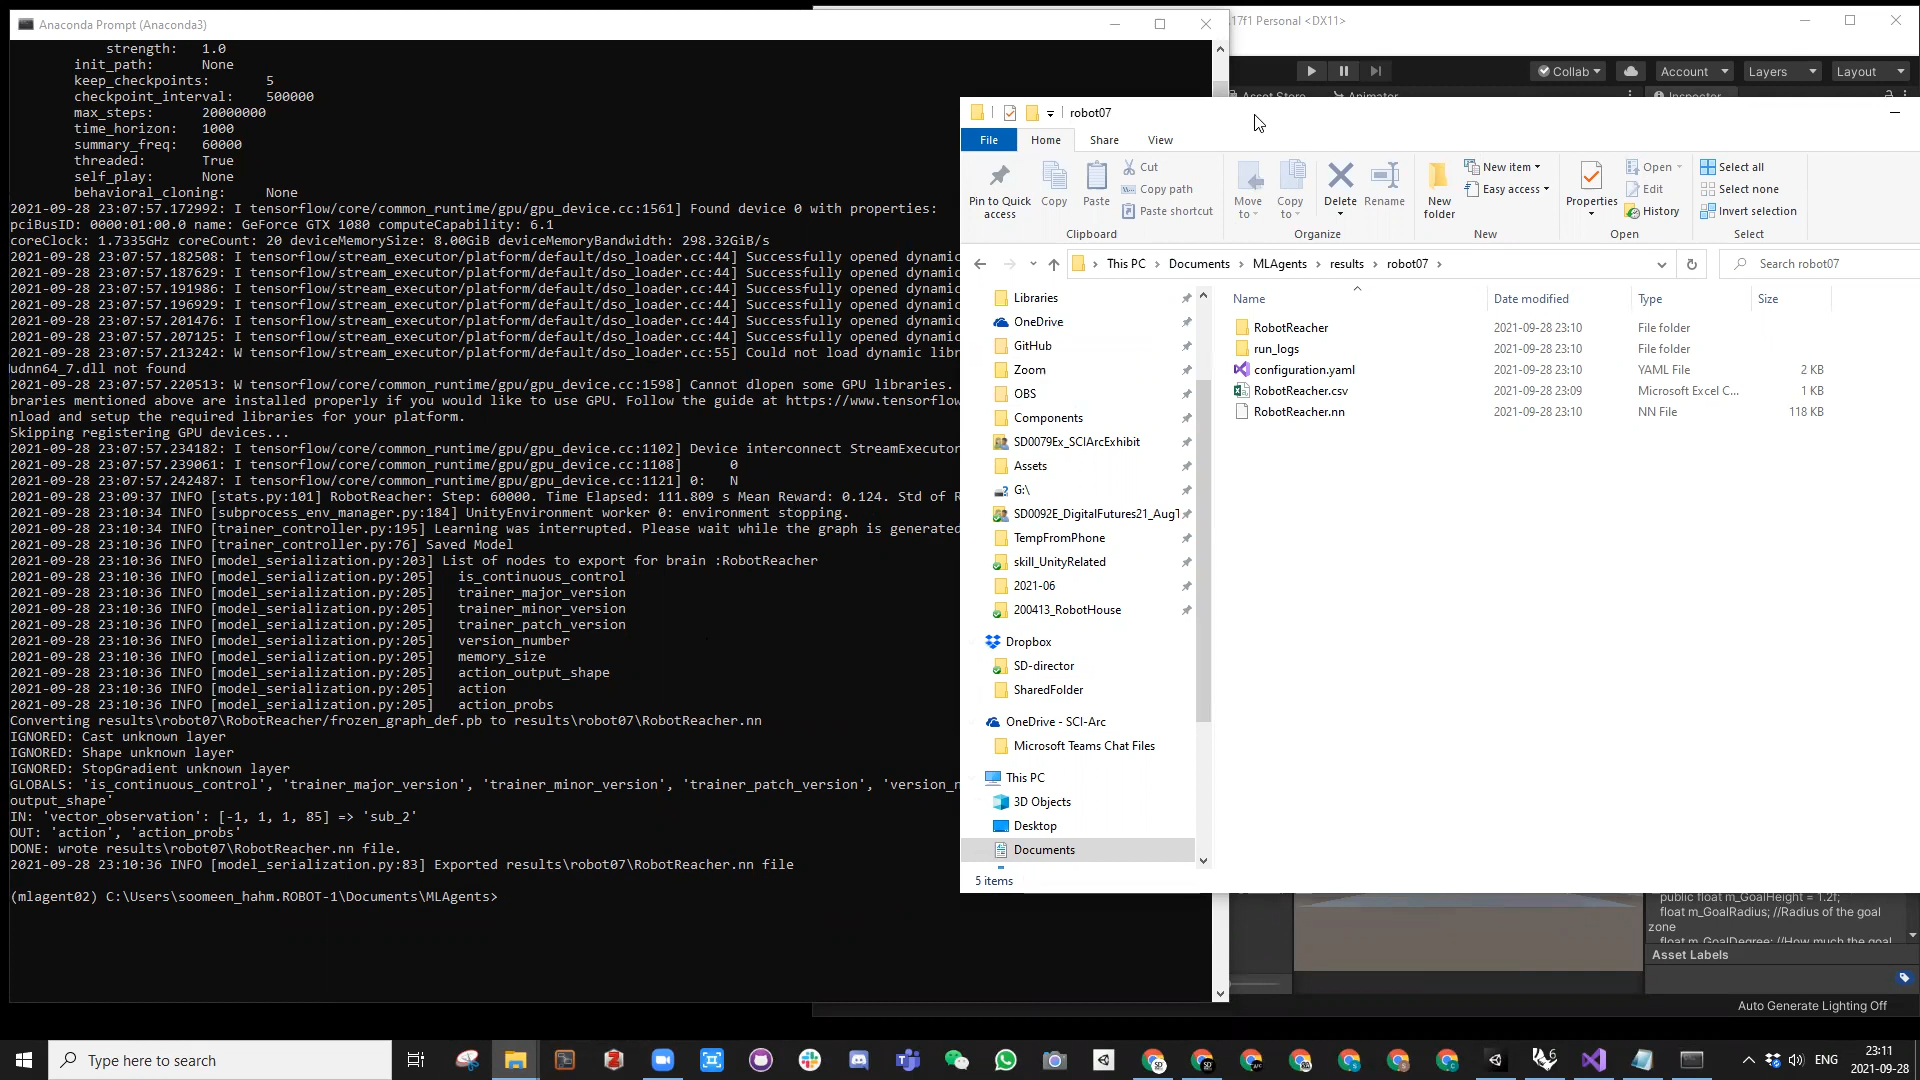 Anaconda Prompt (Anaconda3)
strength: 1.0
init_path: None
keep_checkpoints: 5
checkpoint_interval: 500000
max_steps: 20000000
time_horizon: 1000
summary_freq: 60000
threaded: True
self_play: None
behavioral_cloning: None
2021-09-28 23:07:57.172992: I tensorflow/core/common_runtime/gpu/gpu_device.cc:1561] Found device 0 with properties:
pciBusID: 0000:01:00.0 name: GeForce GTX 1080 computeCapability: 6.1
coreClock: 1.7335GHz coreCount: 20 deviceMemorySize: 8.00GiB deviceMemoryBandwidth: 298.32GiB/s
2021-09-28 23:07:57.182508: I tensorflow/stream_executor/platform/default/dso_loader.cc:44] Successfully opened dynamic
2021-09-28 23:07:57.187629: I tensorflow/stream_executor/platform/default/dso_loader.cc:44] Successfully opened dynamic
2021-09-28 23:07:57.191986: I tensorflow/stream_executor/platform/default/dso_loader.cc:44] Successfully opened dynamic
2021-09-28 23:07:57.196929: I tensorflow/stream_executor/platform/default/dso_loader.cc:44] Successfully opened dynamic
2021-09-28 23:07:57.201476: I tensorflow/stream_executor/platform/default/dso_loader.cc:44] Successfully opened dynamic
2021-09-28 23:07:57.207125: I tensorflow/stream_executor/platform/default/dso_loader.cc:44] Successfully opened dynamic
2021-09-28 23:07:57.213242: W tensorflow/stream_executor/platform/default/dso_loader.cc:55] Could not load dynamic libr
udnn64_7.dll not found
2021-09-28 23:07:57.220513: W tensorflow/core/common_runtime/gpu/gpu_device.cc:1598] Cannot dlopen some GPU libraries.
braries mentioned above are installed properly if you would like to use GPU. Follow the guide at https://www.tensorflow
nload and setup the required libraries for your platform.
Skipping registering GPU devices...
2021-09-28 23:07:57.234182: I tensorflow/core/common_runtime/gpu/gpu_device.cc:1102] Device interconnect StreamExecutor
2021-09-28 23:07:57.239061: I tensorflow/core/common_runtime/gpu/gpu_device.cc:1108] 0
2021-09-28 23:07:57.242487: I tensorflow/core/common_runtime/gpu/gpu_device.cc:1121] 0: N
2021-09-28 23:09:37 INFO [stats.py:101] RobotReacher: Step: 60000. Time Elapsed: 111.809 s Mean Reward: 0.124. Std of R
2021-09-28 23:10:34 INFO [subprocess_env_manager.py:184] UnityEnvironment worker 0: environment stopping.
2021-09-28 23:10:34 INFO [trainer_controller.py:195] Learning was interrupted. Please wait while the graph is generated
2021-09-28 23:10:36 INFO [trainer_controller.py:76] Saved Model
2021-09-28 23:10:36 INFO [model_serialization.py:203] List of nodes to export for brain :RobotReacher
2021-09-28 23:10:36 INFO [model_serialization.py:205] is_continuous_control
2021-09-28 23:10:36 INFO [model_serialization.py:205] trainer_major_version
2021-09-28 23:10:36 INFO [model_serialization.py:205] trainer_minor_version
2021-09-28 23:10:36 INFO [model_serialization.py:205] trainer_patch_version
2021-09-28 23:10:36 INFO [model_serialization.py:205] version_number
2021-09-28 23:10:36 INFO [model_serialization.py:205] memory_size
2021-09-28 23:10:36 INFO [model_serialization.py:205] action_output_shape
2021-09-28 23:10:36 INFO [model_serialization.py:205] action
2021-09-28 23:10:36 INFO [model_serialization.py:205] action_probs
Converting results\robot07\RobotReacher/frozen_graph_def.pb to results\robot07\RobotReacher.nn
IGNORED: Cast unknown layer
IGNORED: Shape unknown layer
IGNORED: StopGradient unknown layer
GLOBALS: 'is_continuous_control', 'trainer_major_version', 'trainer_minor_version', 'trainer_patch_version', 'version_n
output_shape'
IN: 'vector_observation': [-1, 1, 1, 85] => 'sub_2'
OUT: 'action', 'action_probs'
DONE: wrote results\robot07\RobotReacher.nn file.
2021-09-28 23:10:36 INFO [model_serialization.py:83] Exported results\robot07\RobotReacher.nn file
(mlagent02) C:\Users\soomeen_hahm.ROBOT-1\Documents\MLAgents>
.17f1 Personal <DX11>
Collab
Account
Layers
Layout
Asset Store
Animator
Inspector
robot07
File
Home
Share
View
Pin to Quick access
Copy
Paste
Cut
Copy path
Paste shortcut
Clipboard
Move to
Copy to
Delete
Rename
Organize
New folder
New item
Easy access
New
Properties
Open
Edit
History
Open
Select all
Select none
Invert selection
Select
This PC > Documents > MLAgents > results > robot07 >
Search robot07
Libraries
OneDrive
GitHub
Zoom
OBS
Components
SD0079Ex_SCIArcExhibit
Assets
G:\
SD0092E_DigitalFutures21_AugT
TempFromPhone
skill_UnityRelated
2021-06
200413_RobotHouse
Dropbox
SD-director
SharedFolder
OneDrive - SCI-Arc
Microsoft Teams Chat Files
This PC
3D Objects
Desktop
Documents
Name Date modified Type Size
RobotReacher 2021-09-28 23:10 File folder
run_logs 2021-09-28 23:10 File folder
configuration.yaml 2021-09-28 23:10 YAML File 2 KB
RobotReacher.csv 2021-09-28 23:09 Microsoft Excel C... 1 KB
RobotReacher.nn 2021-09-28 23:10 NN File 118 KB
5 items
public float m_GoalHeight = 1.2f;
float m_GoalRadius; //Radius of the goal
zone
float m_GoalDegree; //How much the goal
Asset Labels
Auto Generate Lighting Off
Type here to search
ENG
23:11
2021-09-28